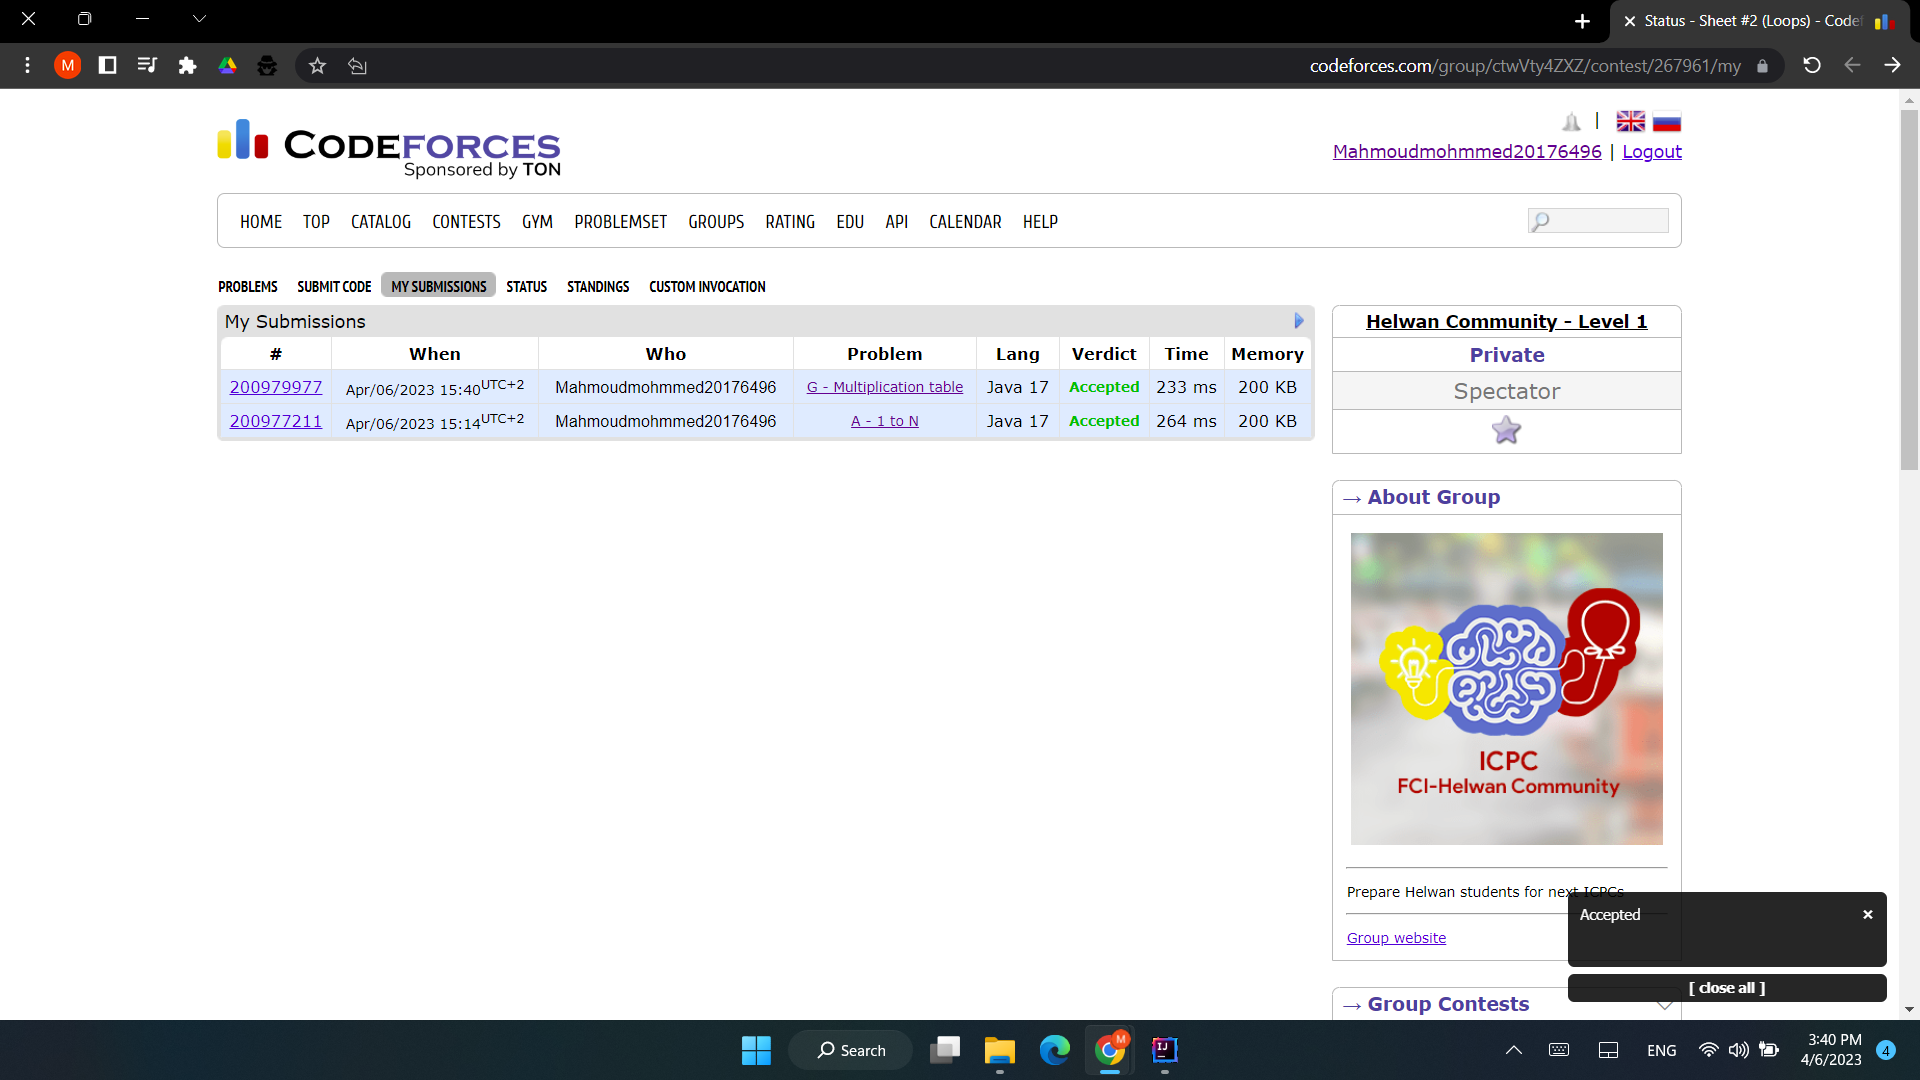 Status - Sheet #2 (Loops) - Codef
M
codeforces.com/group/ctwVty4ZXZ/contest/267961/my
CODEFORCES
Sponsored by TON
|
Mahmoudmohmmed20176496 | Logout
HOME TOP CATALOG CONTESTS GYM PROBLEMSET GROUPS RATING EDU API CALENDAR HELP
PROBLEMS SUBMIT CODE MY SUBMISSIONS STATUS STANDINGS CUSTOM INVOCATION
My Submissions
# When Who Problem Lang Verdict Time Memory
200979977 Apr/06/2023 15:40UTC+2 Mahmoudmohmmed20176496 G - Multiplication table Java 17 Accepted 233 ms 200 KB
200977211 Apr/06/2023 15:14UTC+2 Mahmoudmohmmed20176496 A - 1 to N Java 17 Accepted 264 ms 200 KB
Helwan Community - Level 1
Private
Spectator
→ About Group
ICPC
FCI-Helwan Community
Prepare Helwan students for next ICPCs
Group website
→ Group Contests
Accepted ×
[ close all ]
Search
M
IJ
ENG
3:40 PM
4/6/2023
4